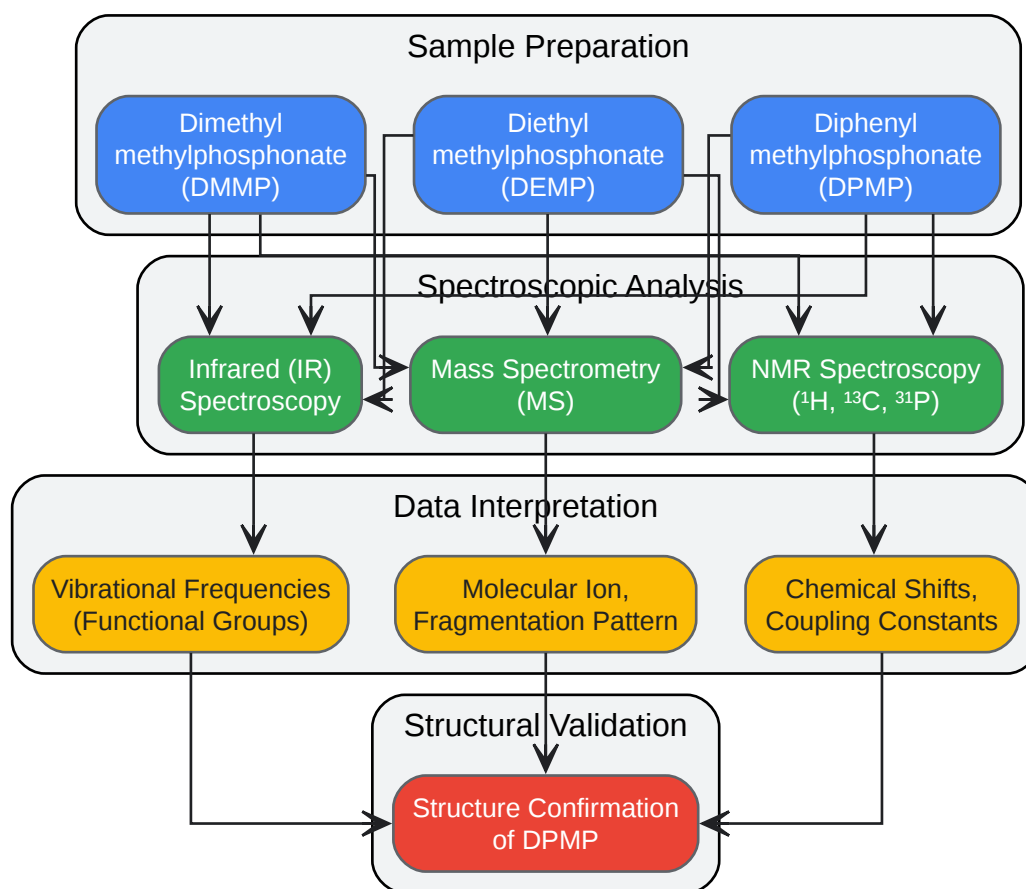 Sample Preparation
Dimethyl
methylphosphonate
(DMMP)
Diethyl
methylphosphonate
(DEMP)
Diphenyl
methylphosphonate
(DPMP)
Spectroscopic Analysis
Infrared (IR)
Spectroscopy
Mass Spectrometry
(MS)
NMR Spectroscopy
(¹H, ¹³C, ³¹P)
Data Interpretation
Vibrational Frequencies
(Functional Groups)
Molecular Ion,
Fragmentation Pattern
Chemical Shifts,
Coupling Constants
Structural Validation
Structure Confirmation
of DPMP